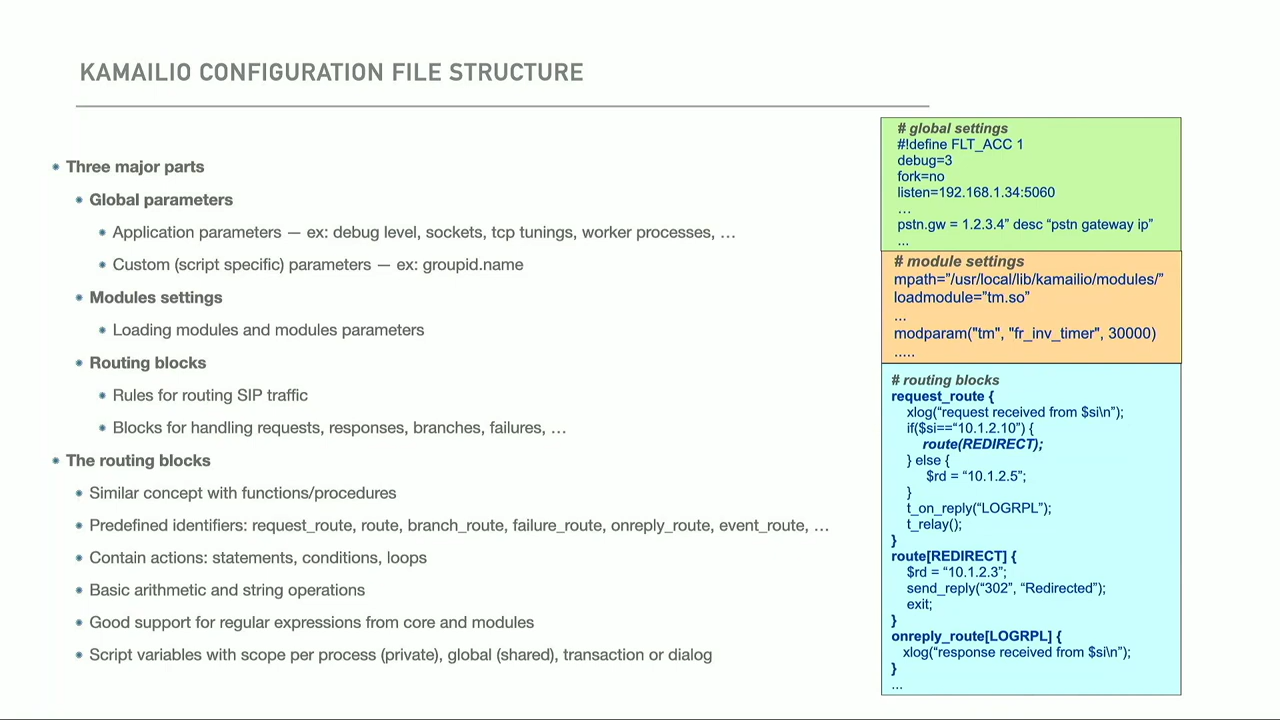 KAMAILIO CONFIGURATION FILE STRUCTURE
Three major parts
Global parameters
Application parameters — ex: debug level, sockets, tcp tunings, worker processes, …
Custom (script specific) parameters — ex: groupid.name
Modules settings
Loading modules and modules parameters
Routing blocks
Rules for routing SIP traffic
Blocks for handling requests, responses, branches, failures, …
The routing blocks
Similar concept with functions/procedures
Predefined identifiers: request_route, route, branch_route, failure_route, onreply_route, event_route, …
Contain actions: statements, conditions, loops
Basic arithmetic and string operations
Good support for regular expressions from core and modules
Script variables with scope per process (private), global (shared), transaction or dialog
# global settings
#!define FLT_ACC 1
debug=3
fork=no
listen=192.168.1.34:5060
…
pstn.gw = 1.2.3.4” desc “pstn gateway ip”
...
# module settings
mpath=”/usr/local/lib/kamailio/modules/”
loadmodule=”tm.so”
...
modparam("tm", "fr_inv_timer", 30000)
.....
# routing blocks
request_route {
xlog(“request received from $si\n”);
if($si==“10.1.2.10”) {
route(REDIRECT);
} else {
$rd = “10.1.2.5”;
}
t_on_reply(“LOGRPL”);
t_relay();
}
route[REDIRECT] {
$rd = “10.1.2.3”;
send_reply(“302”, “Redirected”);
exit;
}
onreply_route[LOGRPL] {
xlog(“response received from $si\n”);
}
...